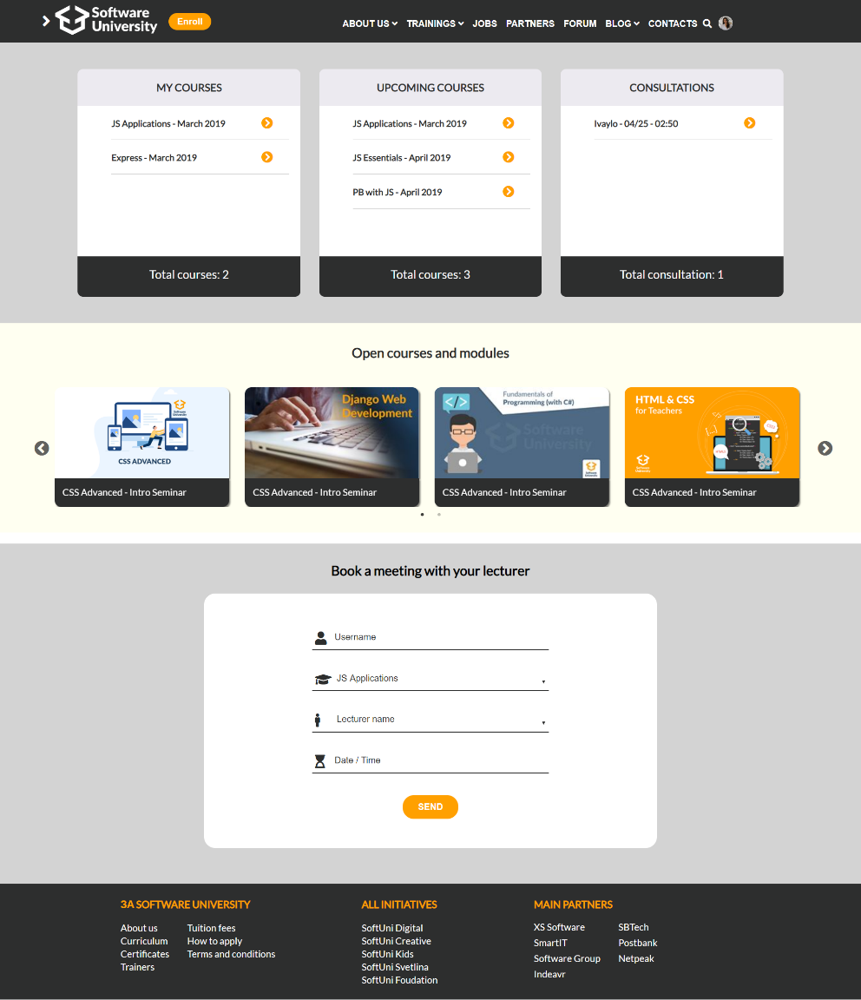 Software
University
Enroll
ABOUT US
TRAININGS
JOBS
PARTNERS
FORUM
BLOG
CONTACTS
MY COURSES
JS Applications - March 2019
Express - March 2019
Total courses: 2
UPCOMING COURSES
JS Applications - March 2019
JS Essentials - April 2019
PB with JS - April 2019
Total courses: 3
CONSULTATIONS
Ivaylo - 04/25 - 02:50
Total consultation: 1
Open courses and modules
Software
University
CSS ADVANCED
CSS Advanced - Intro Seminar
Django Web
Development
CSS Advanced - Intro Seminar
Fundamentals of
Programming (with C#)
</>
Software
University
Software
University
CSS Advanced - Intro Seminar
HTML & CSS
for Teachers
Software
University
CSS Advanced - Intro Seminar
Book a meeting with your lecturer
Username
JS Applications
Lecturer name
Date / Time
SEND
3A SOFTWARE UNIVERSITY
About us
Curriculum
Certificates
Trainers
Tuition fees
How to apply
Terms and conditions
ALL INITIATIVES
SoftUni Digital
SoftUni Creative
SoftUni Kids
SoftUni Svetlina
SoftUni Foudation
MAIN PARTNERS
XS Software
SmartIT
Software Group
Indeavr
SBTech
Postbank
Netpeak